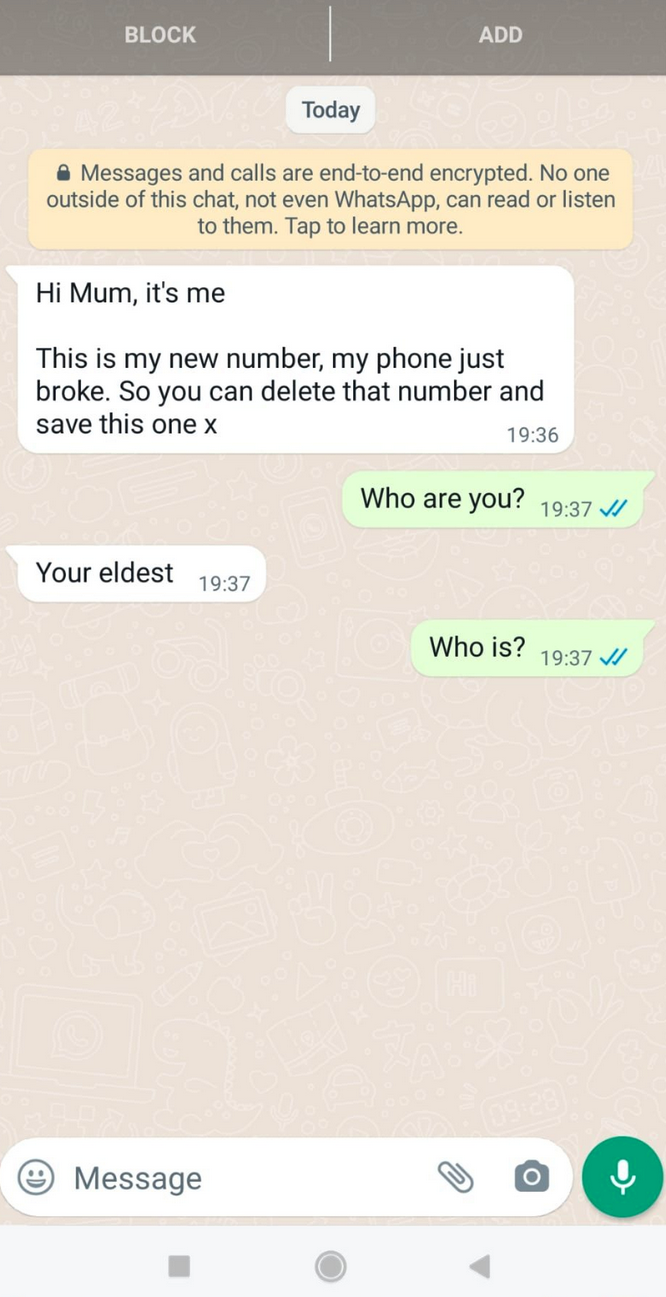 BLOCK
ADD
Today
Messages and calls are end-to-end encrypted. No one
outside of this chat, not even WhatsApp, can read or listen
to them. Tap to learn more.
Hi Mum, it's me
This is my new number, my phone just
broke. So you can delete that number and
save this one x
19:36
Who are you? 19:37
Your eldest 19:37
Who is? 19:37
Message